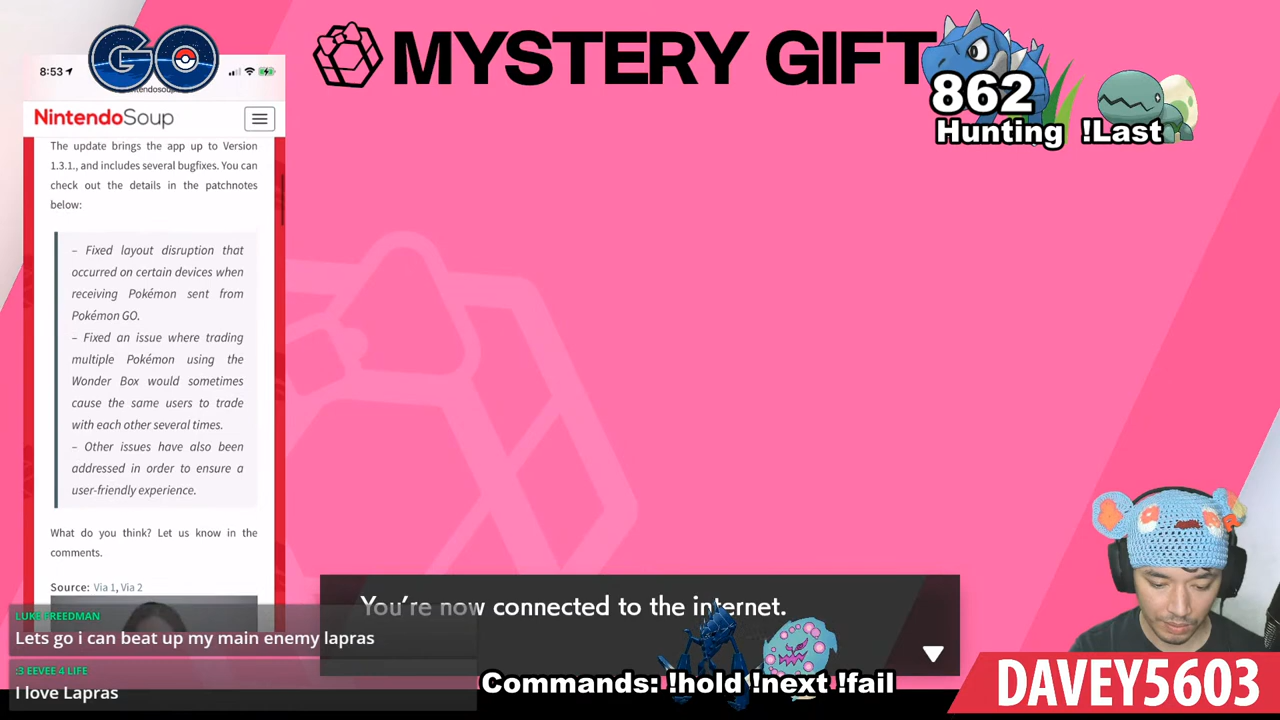 GO
8:53
NintendoSoup
The update brings the app up to Version
1.3.1., and includes several bugfixes. You can
check out the details in the patchnotes
below:
– Fixed layout disruption that
occurred on certain devices when
receiving Pokémon sent from
Pokémon GO.
– Fixed an issue where trading
multiple Pokémon using the
Wonder Box would sometimes
cause the same users to trade
with each other several times.
– Other issues have also been
addressed in order to ensure a
user-friendly experience.
What do you think? Let us know in the
comments.
Source: Via 1, Via 2
LUKE FREEDMAN
Lets go i can beat up my main enemy lapras
:3 EEVEE 4 LIFE
I love Lapras
MYSTERY GIFT
862
Hunting !Last
You're now connected to the internet.
Commands: !hold !next !fail
DAVEY5603